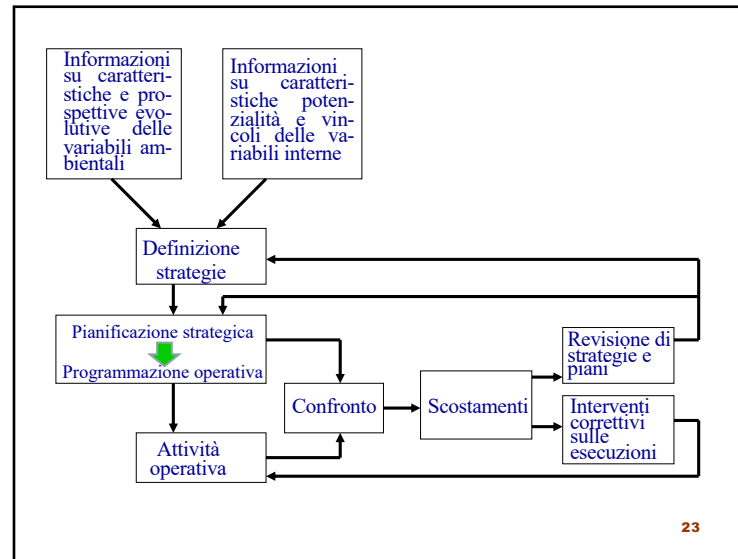 Informazioni
su caratteri-
stiche e pro-
spettive evo-
lutive delle
variabili am-
bientali
Informazioni
su caratteri-
stiche poten-
zialità e vin-
coli delle va-
riabili interne
Definizione
strategie
Pianificazione strategica
Programmazione operativa
Attività
operativa
Confronto
Scostamenti
Revisione di
strategie e
piani
Interventi
correttivi
sulle
esecuzioni
23